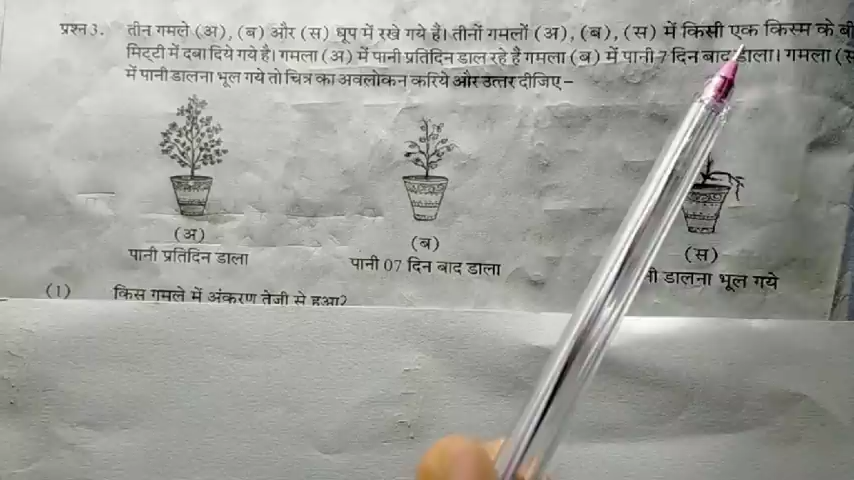 प्रश्न 3. तीन गमले (अ), (ब) और (स) धूप में रखे गये है। तीनों गमलों (अ), (ब), (स) में किसी एक किस्म के
मिट्टी में दबा दिये गये है। गमला (अ) में पानी प्रतिदिन डाल रहे हैं गमला (ब) में पानी 7 दिन बाद डाला। गमला (स
में पानी डालना भूल गये तो चित्र का अवलोकन करिये और उत्तर दीजिए –
(अ) (ब) (स)
पानी प्रतिदिन डाला पानी 07 दिन बाद डाला डालना भूल गये
(1) किस गमले में अंकुरण तेजी से हुआ?